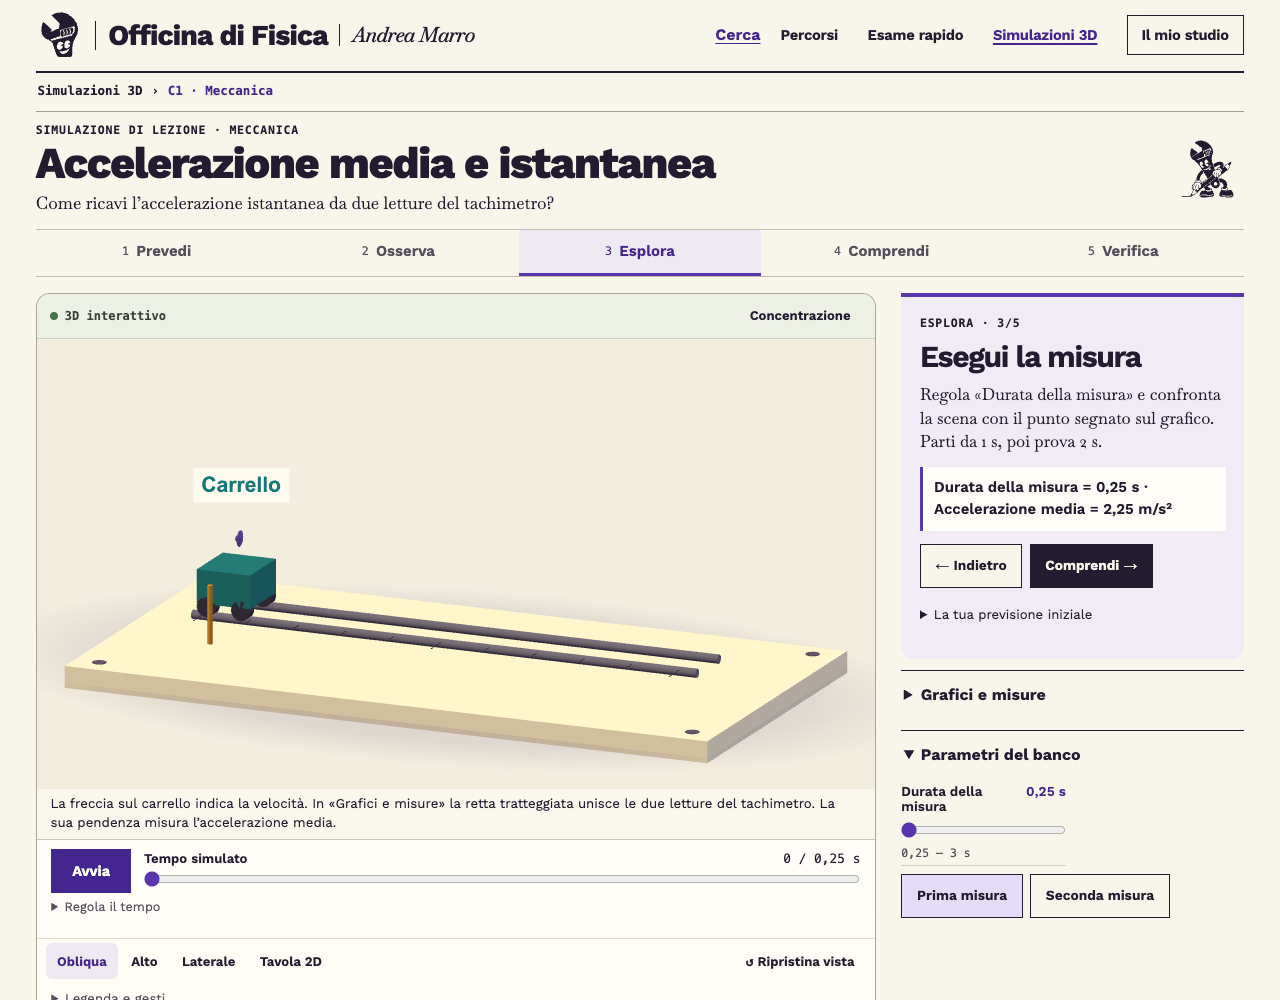 Officina di Fisica
Andrea Marro
Cerca
Percorsi
Esame rapido
Simulazioni 3D
Il mio studio
Simulazioni 3D › C1 · Meccanica
SIMULAZIONE DI LEZIONE · MECCANICA
Accelerazione media e istantanea
Come ricavi l’accelerazione istantanea da due letture del tachimetro?
1 Prevedi
2 Osserva
3 Esplora
4 Comprendi
5 Verifica
3D interattivo
Concentrazione
Carrello
La freccia sul carrello indica la velocità. In «Grafici e misure» la retta tratteggiata unisce le due letture del tachimetro. La
sua pendenza misura l’accelerazione media.
Avvia
Tempo simulato
0 / 0,25 s
▶ Regola il tempo
Obliqua
Alto
Laterale
Tavola 2D
↺ Ripristina vista
▶ Legenda e gesti
ESPLORA · 3/5
Esegui la misura
Regola «Durata della misura» e confronta
la scena con il punto segnato sul grafico.
Parti da 1 s, poi prova 2 s.
Durata della misura = 0,25 s ·
Accelerazione media = 2,25 m/s²
← Indietro
Comprendi →
▶ La tua previsione iniziale
▶ Grafici e misure
▼ Parametri del banco
Durata della
misura
0,25 s
0,25 — 3 s
Prima misura
Seconda misura